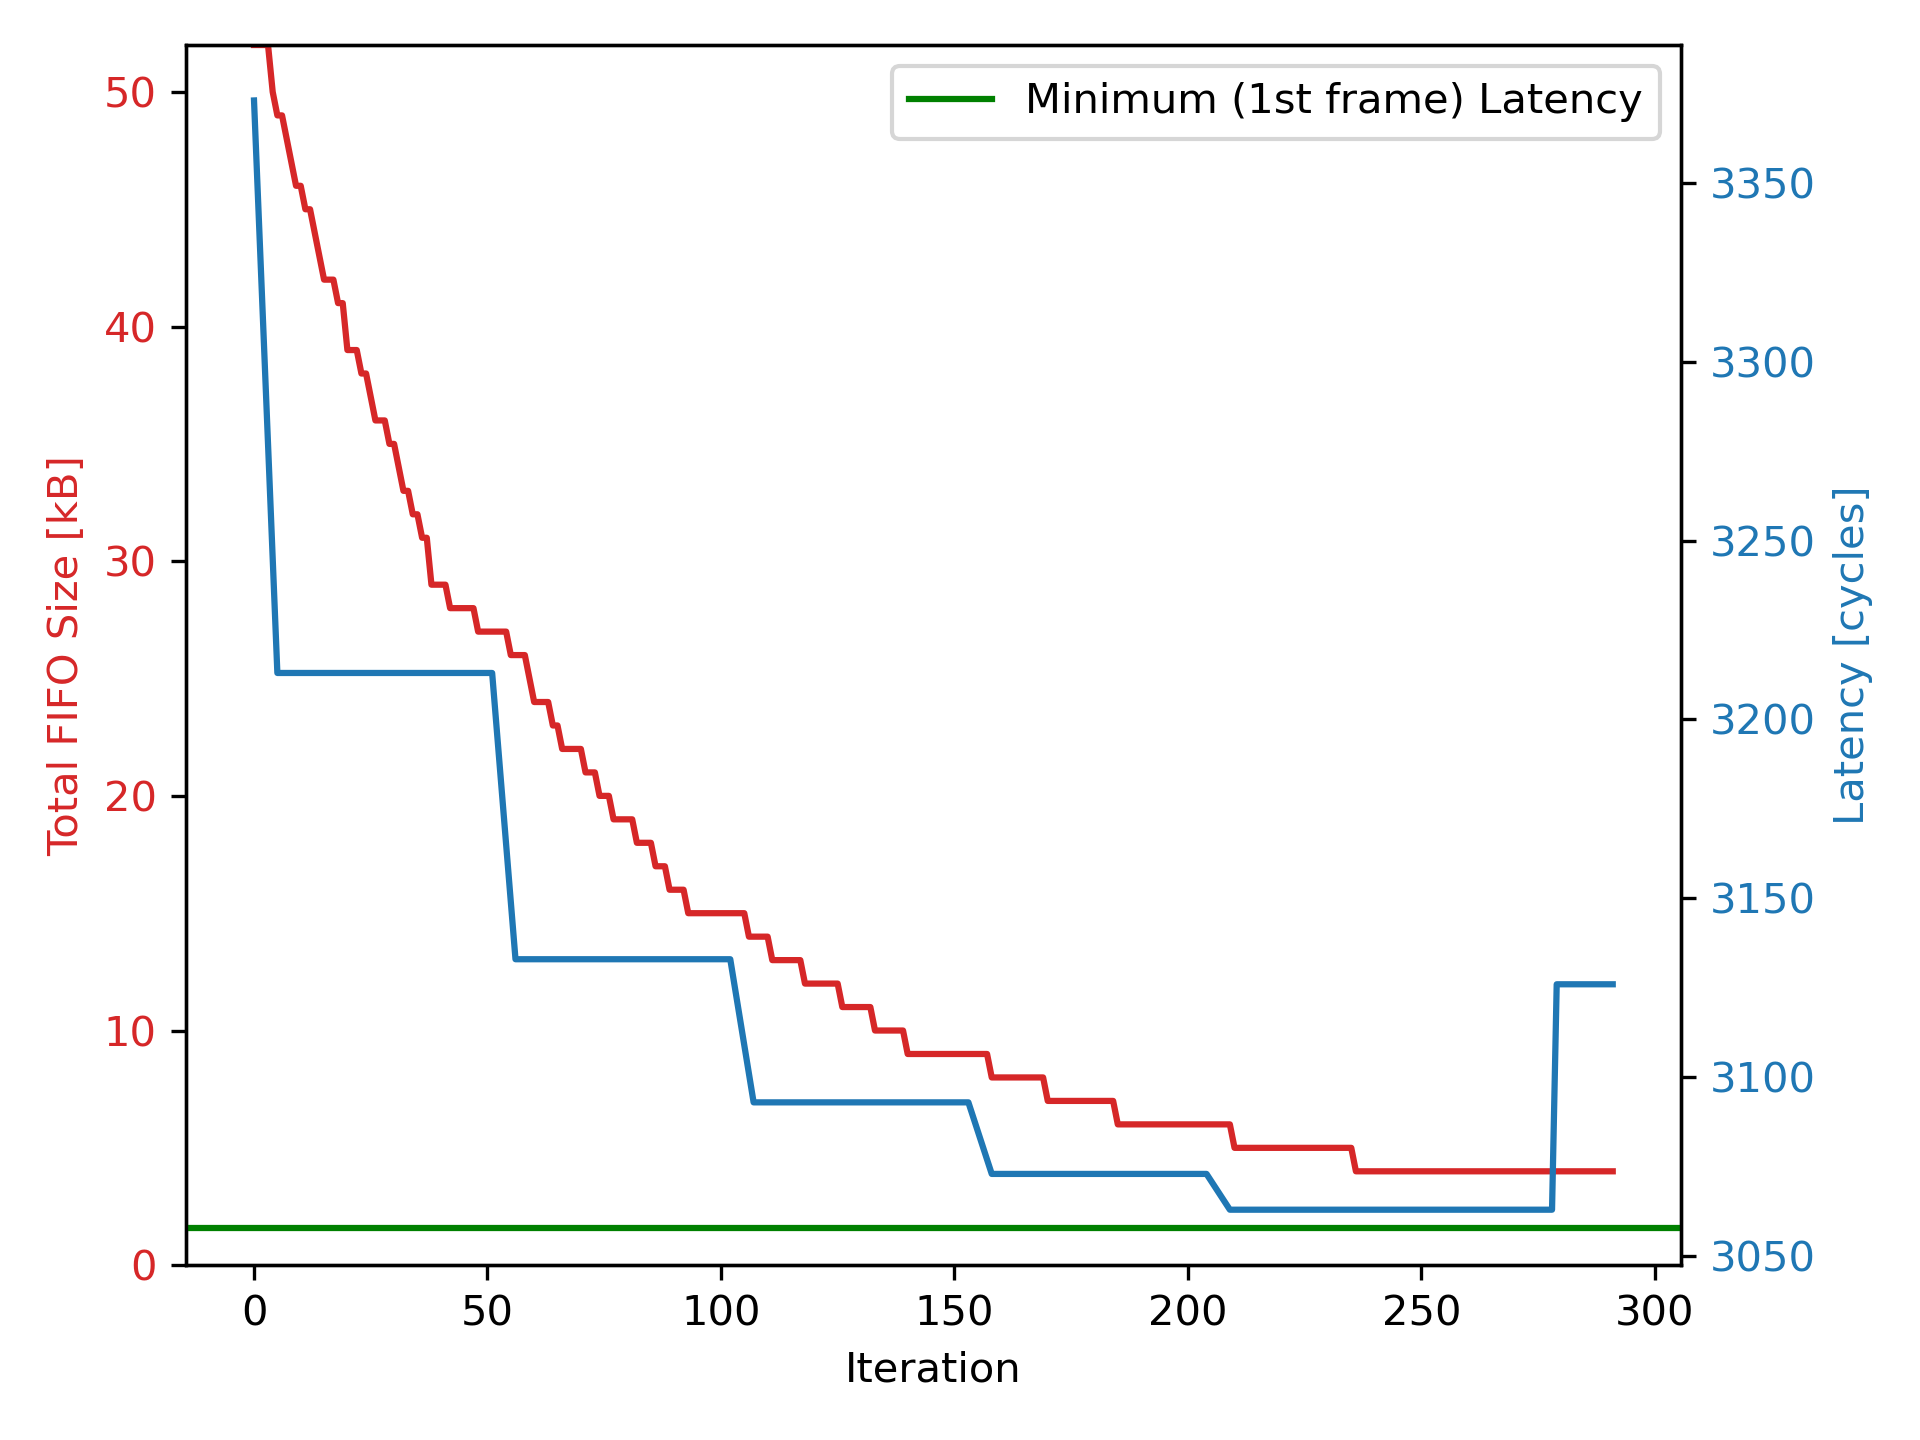 Minimum (1st frame) Latency
50
40
30
20
10
0
Total FIFO Size [kB]
3350
3300
3250
3200
3150
3100
3050
Latency [cycles]
0 50 100 150 200 250 300
Iteration